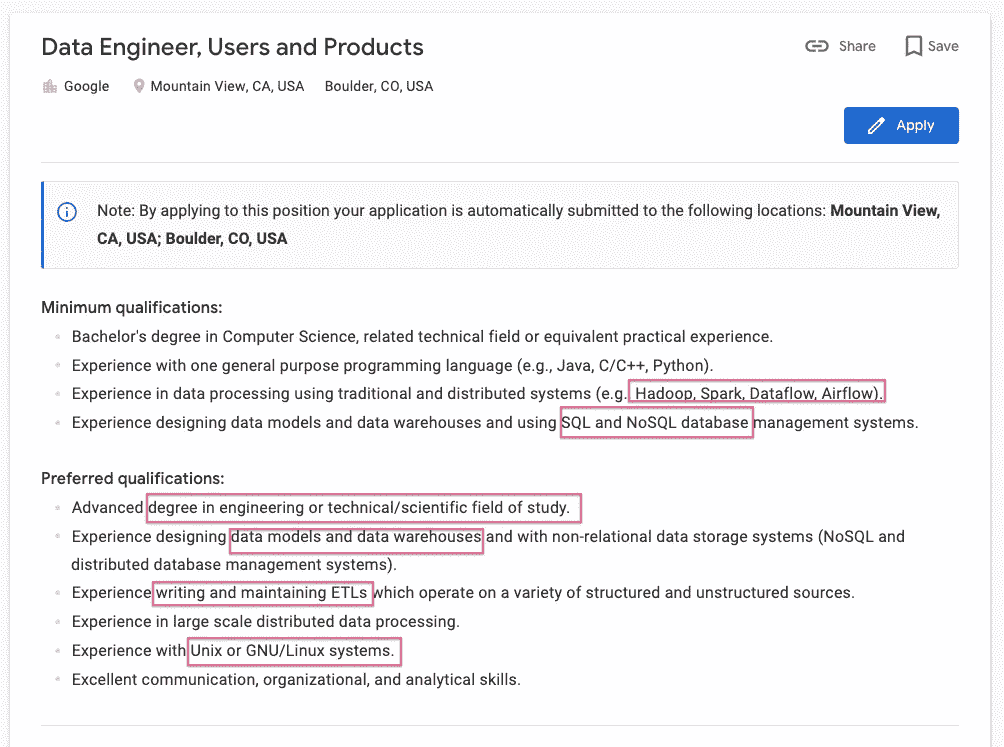 Data Engineer, Users and Products
Share
Save
Google
Mountain View, CA, USA
Boulder, CO, USA
Apply
Note: By applying to this position your application is automatically submitted to the following locations: Mountain View,
CA, USA; Boulder, CO, USA
Minimum qualifications:
Bachelor's degree in Computer Science, related technical field or equivalent practical experience.
Experience with one general purpose programming language (e.g., Java, C/C++, Python).
Experience in data processing using traditional and distributed systems (e.g. Hadoop, Spark, Dataflow, Airflow).
Experience designing data models and data warehouses and using SQL and NoSQL database management systems.
Preferred qualifications:
Advanced degree in engineering or technical/scientific field of study.
Experience designing data models and data warehouses and with non-relational data storage systems (NoSQL and
distributed database management systems).
Experience writing and maintaining ETLs which operate on a variety of structured and unstructured sources.
Experience in large scale distributed data processing.
Experience with Unix or GNU/Linux systems.
Excellent communication, organizational, and analytical skills.